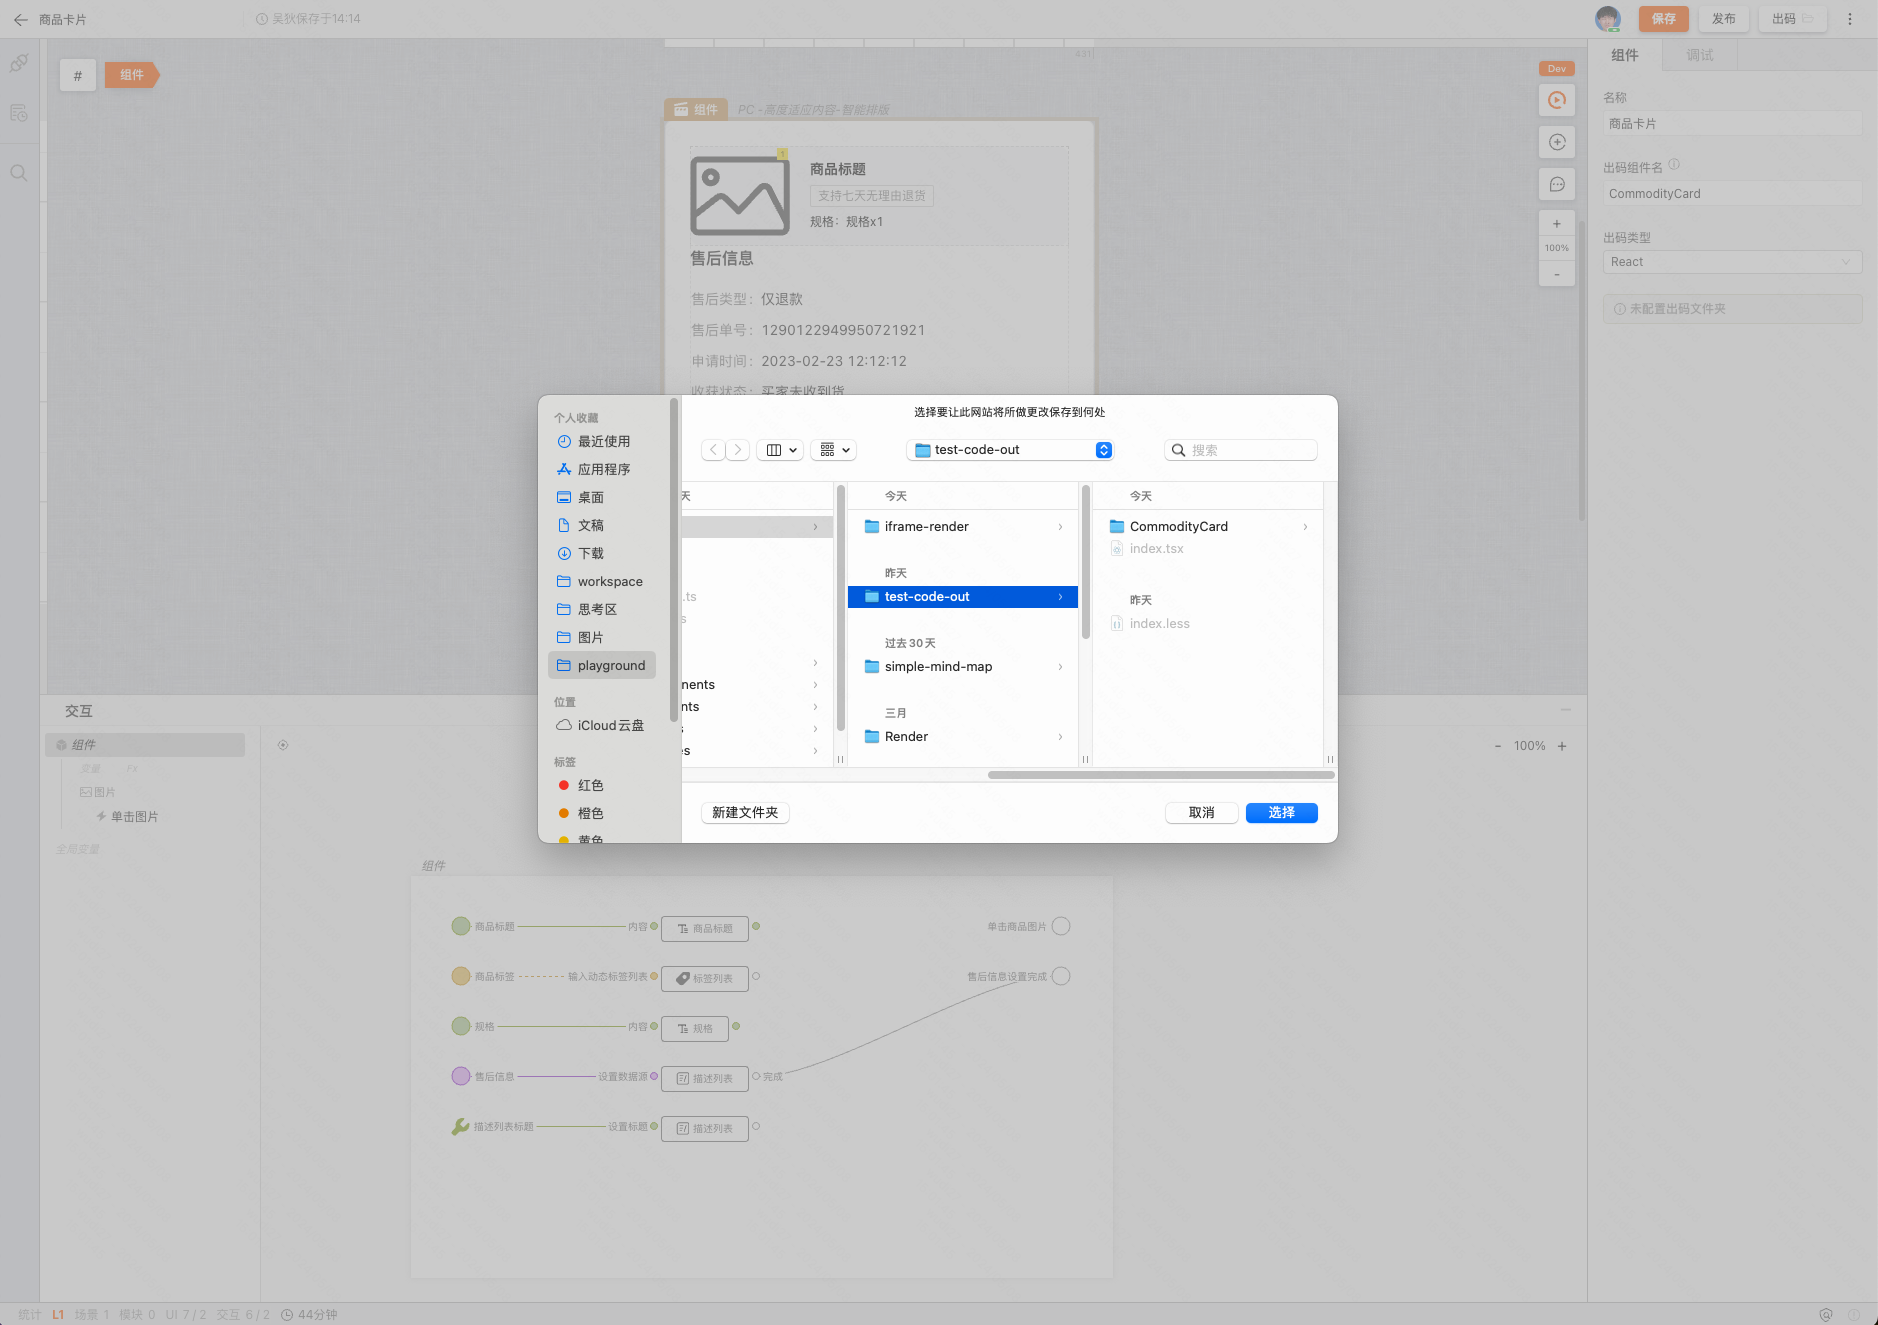 商品卡片
吴狄保存于14:14
保存
发布
出码
#
组件
Dev
100%
组件
PC -高度适应内容-智能排版
1
商品标题
支持七天无理由退货
规格：规格x1
售后信息
售后类型：仅退款
售后单号：1290122949950721921
申请时间：2023-02-23 12:12:12
收获状态：买家未收到货
组件
调试
名称
商品卡片
出码组件名
CommodityCard
出码类型
React
未配置出码文件夹
选择要让此网站将所做更改保存到何处
个人收藏
最近使用
应用程序
桌面
文稿
下载
workspace
思考区
图片
playground
位置
iCloud云盘
标签
红色
橙色
黄色
test-code-out
搜索
天
.ts
s
nents
nts
es
今天
iframe-render
昨天
test-code-out
过去 30 天
simple-mind-map
三月
Render
今天
CommodityCard
index.tsx
昨天
index.less
新建文件夹
取消
选择
交互
组件
变量
Fx
图片
单击图片
全局变量
- 100% +
组件
商品标题
内容
商品标题
单击商品图片
商品标签
输入动态标签列表
标签列表
售后信息设置完成
规格
内容
规格
售后信息
设置数据源
描述列表
完成
描述列表标题
设置标题
描述列表
统计 L1 场景 1 模块 0 UI 7 / 2 交互 6 / 2 44分钟